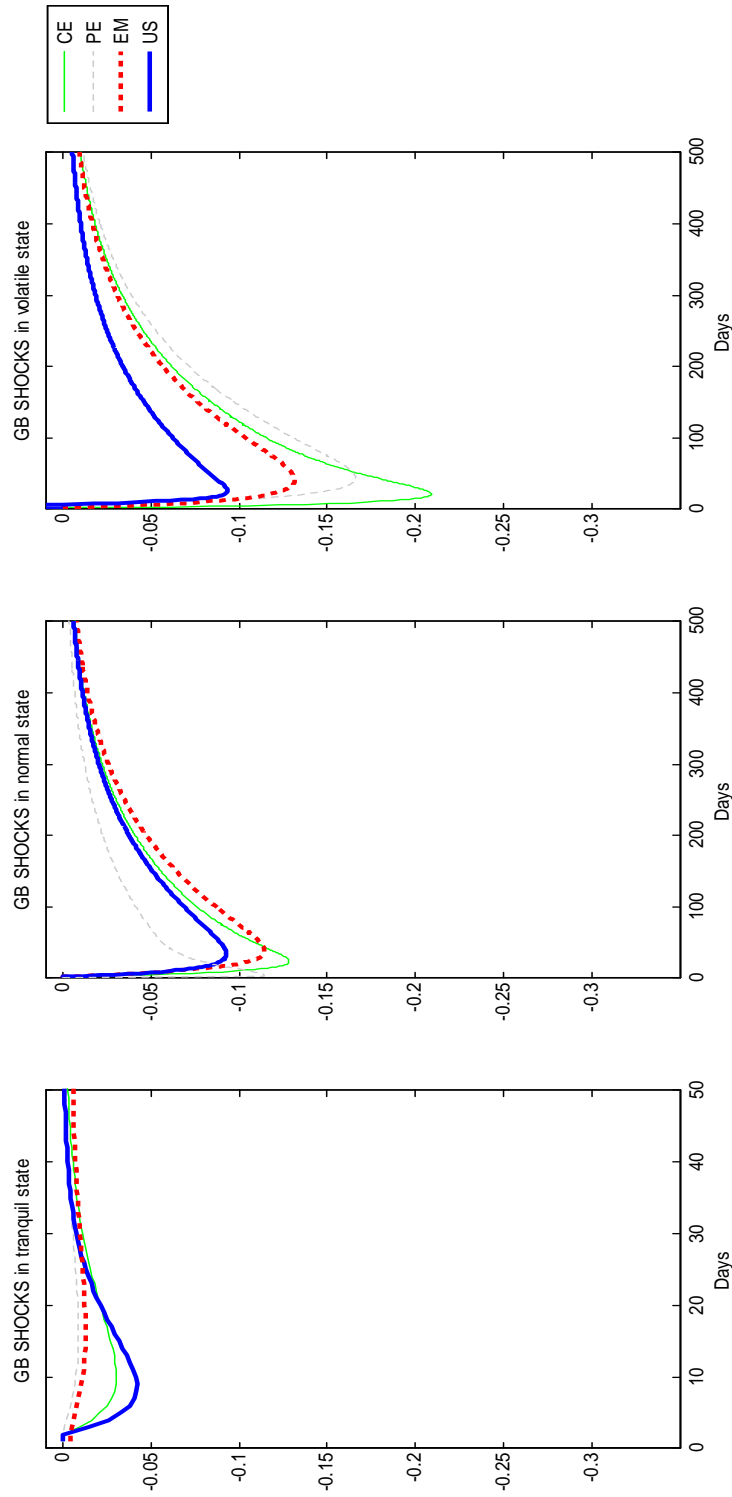 GB SHOCKS in tranquil state
0
-0.05
-0.1
-0.15
-0.2
-0.25
-0.3
0 10 20 30 40 50
Days
GB SHOCKS in normal state
0
-0.05
-0.1
-0.15
-0.2
-0.25
-0.3
0 100 200 300 400 500
Days
GB SHOCKS in volatile state
0
-0.05
-0.1
-0.15
-0.2
-0.25
-0.3
0 100 200 300 400 500
Days
CE
PE
EM
US